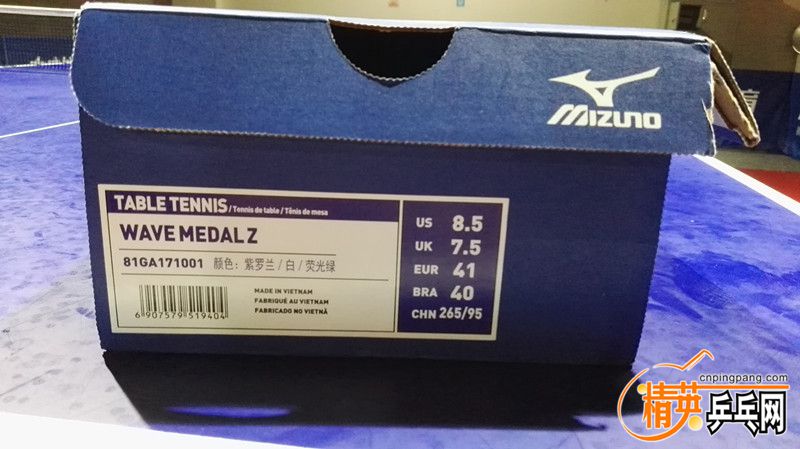 MIZUNO
TABLE TENNIS / Tennis de table / Tênis de mesa
WAVE MEDAL Z
81GA171001 颜色：紫罗兰/白/荧光绿
MADE IN VIETNAM
FABRIQUÉ AU VIETNAM
FABRICADO NO VIETNÃ
6 907579 519404
US 8.5
UK 7.5
EUR 41
BRA 40
CHN 265/95
cnpingpang.com
精英乒乓网